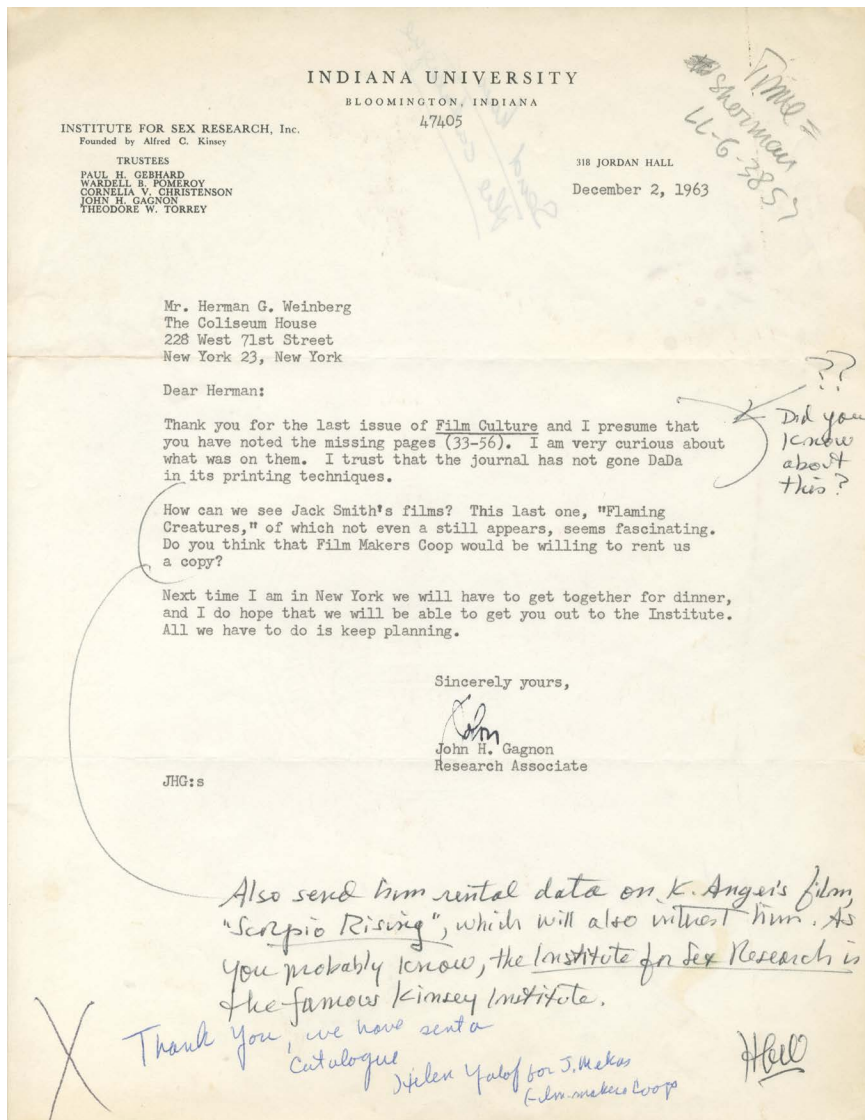 INDIANA UNIVERSITY
BLOOMINGTON, INDIANA
47405
INSTITUTE FOR SEX RESEARCH, Inc.
Founded by Alfred C. Kinsey
TRUSTEES
PAUL H. GEBHARD
WARDELL B. POMEROY
CORNELIA V. CHRISTENSON
JOHN H. GAGNON
THEODORE W. TORREY
Time =
Sherman
LL-6-3857
318 JORDAN HALL
December 2, 1963
Mr. Herman G. Weinberg
The Coliseum House
228 West 71st Street
New York 23, New York
Dear Herman:
Thank you for the last issue of Film Culture and I presume that
you have noted the missing pages (33-56). I am very curious about
what was on them. I trust that the journal has not gone DaDa
in its printing techniques.
??
Did you
know
about
this?
How can we see Jack Smith's films? This last one, "Flaming
Creatures," of which not even a still appears, seems fascinating.
Do you think that Film Makers Coop would be willing to rent us
a copy?
Next time I am in New York we will have to get together for dinner,
and I do hope that we will be able to get you out to the Institute.
All we have to do is keep planning.
Sincerely yours,
John
John H. Gagnon
Research Associate
JHG:s
Also send him rental data on K. Anger's film,
"Scorpio Rising", which will also interest him. As
you probably know, the Institute for Sex Research is
the famous Kinsey Institute.
X
Thank you, we have sent a
catalogue
Helen Yalof for J. Mekas
Film-makers Coop